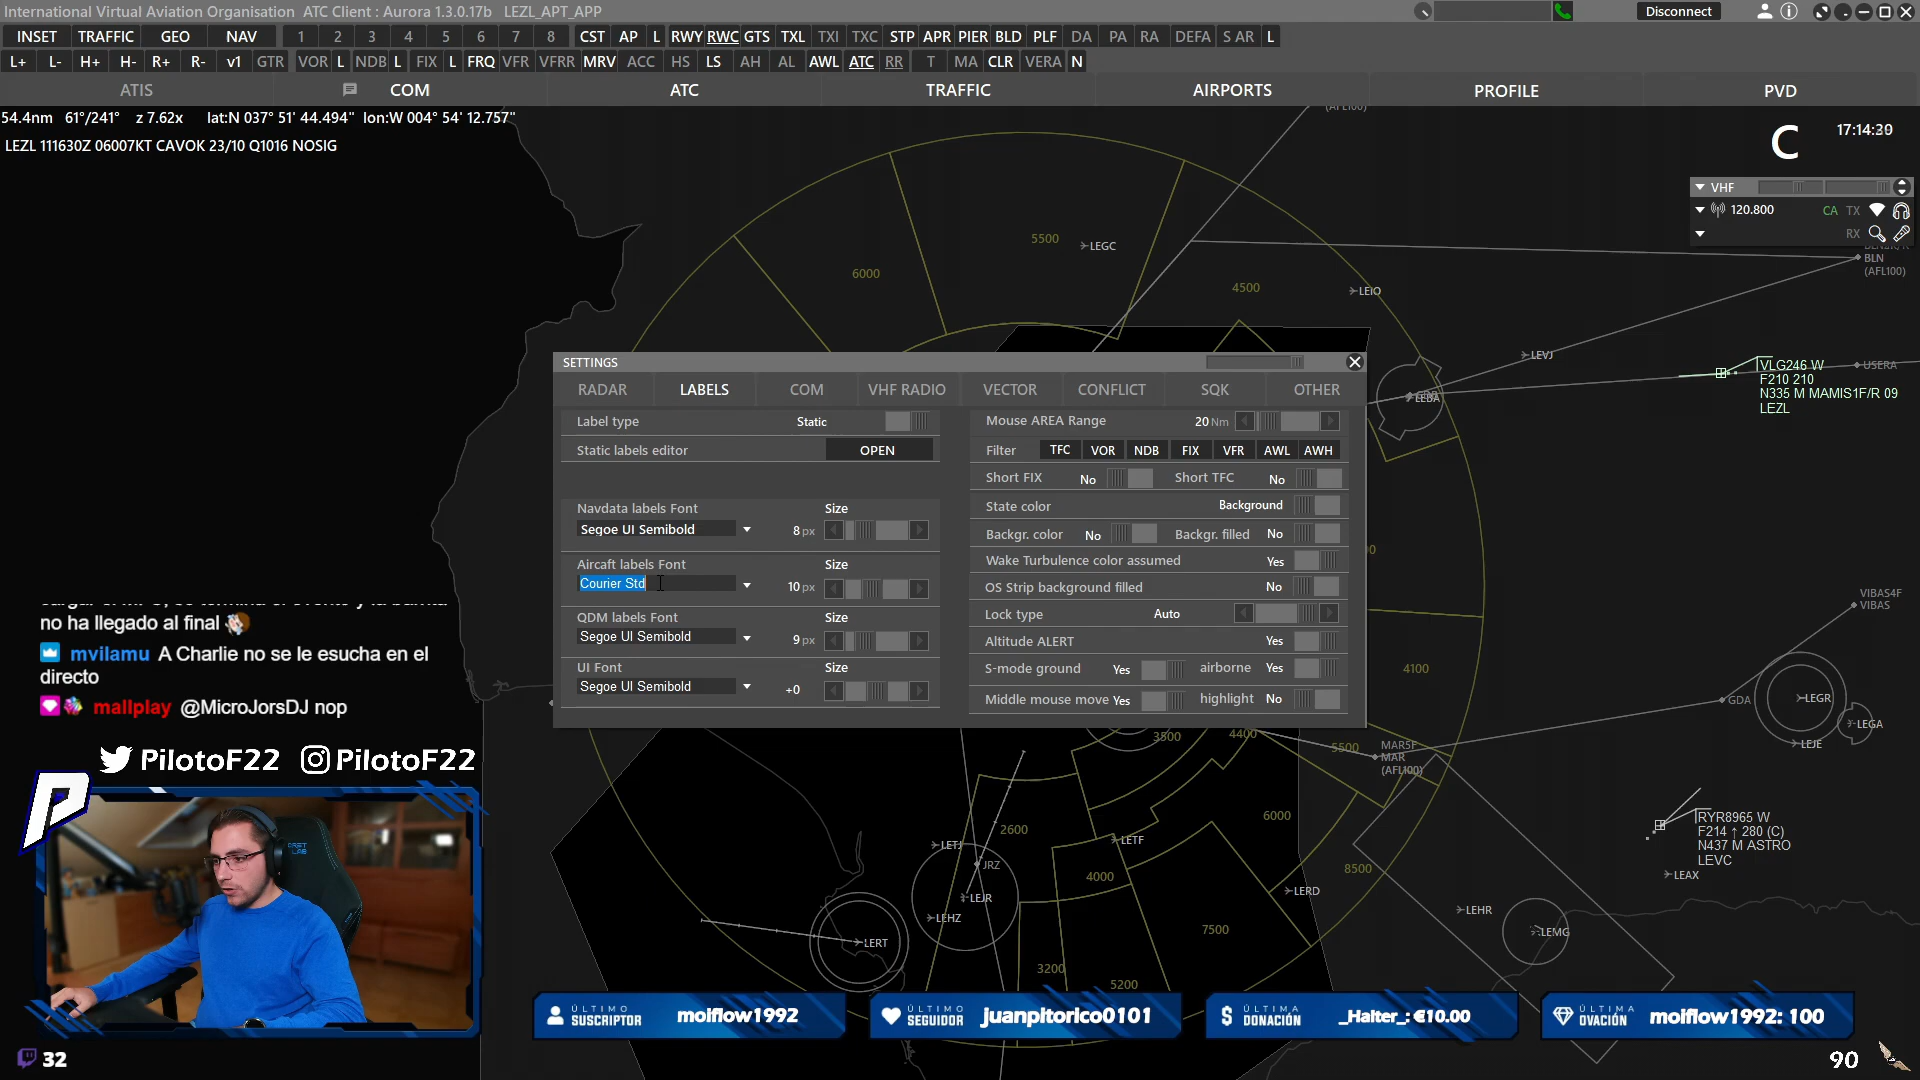 International Virtual Aviation Organisation   ATC Client : Aurora 1.3.0.17b   LEZL_APT_APP
Disconnect
INSET TRAFFIC GEO NAV 1 2 3 4 5 6 7 8 CST AP L RWY RWC GTS TXL TXI TXC STP APR PIER BLD PLF DA PA RA DEFA S AR L
L+ L- H+ H- R+ R- v1 GTR VOR L NDB L FIX L FRQ VFR VFRR MRV ACC HS LS AH AL AWL ATC RR T MA CLR VERA N
ATIS COM ATC TRAFFIC AIRPORTS PROFILE PVD
54.4nm 61°/241° z 7.62x lat:N 037° 51' 44.494" lon:W 004° 54' 12.757"
(AFL100)
LEZL 111630Z 06007KT CAVOK 23/10 Q1016 NOSIG
C
17:14:20
VHF
120.800 CA TX
RX
5500
LEGC
6000
4500
LEIO
BLN
(AFL100)
LEVJ
USERA
LEBA
VLG246 W
F210 210
N335 M MAMIS1F/R 09
LEZL
SETTINGS
RADAR LABELS COM VHF RADIO VECTOR CONFLICT SQK OTHER
Label type Static
Static labels editor OPEN
Navdata labels Font Size
Segoe UI Semibold 8 px
Aircaft labels Font Size
Courier Std 10 px
QDM labels Font Size
Segoe UI Semibold 9 px
UI Font Size
Segoe UI Semibold +0
Mouse AREA Range 20 Nm
Filter TFC VOR NDB FIX VFR AWL AWH
Short FIX No Short TFC No
State color Background
Backgr. color No Backgr. filled No
Wake Turbulence color assumed Yes
OS Strip background filled No
Lock type Auto
Altitude ALERT Yes
S-mode ground Yes airborne Yes
Middle mouse move Yes highlight No
VIBAS4F
VIBAS
4100
GDA
LEGR
LEGA
LEJE
no ha llegado al final
mvilamu A Charlie no se le escucha en el
directo
mallplay @MicroJorsDJ nop
PilotoF22 PilotoF22
P
3500
4400
5500
MAR5F
MAR
(AFL100)
6000
2600
LETJ
JRZ
LETF
4000
8500
LEJR
LEHZ
LERD
LERT
7500
LEHR
LEMG
3200
5200
RYR8965 W
F214 ↑ 280 (C)
N437 M ASTRO
LEVC
LEAX
ÚLTIMO
SUSCRIPTOR moiflow1992
ÚLTIMO
SEGUIDOR juanpitorico0101
ÚLTIMA
DONACIÓN _Halter_: €10.00
ÚLTIMA
OVACIÓN moiflow1992: 100
32
90